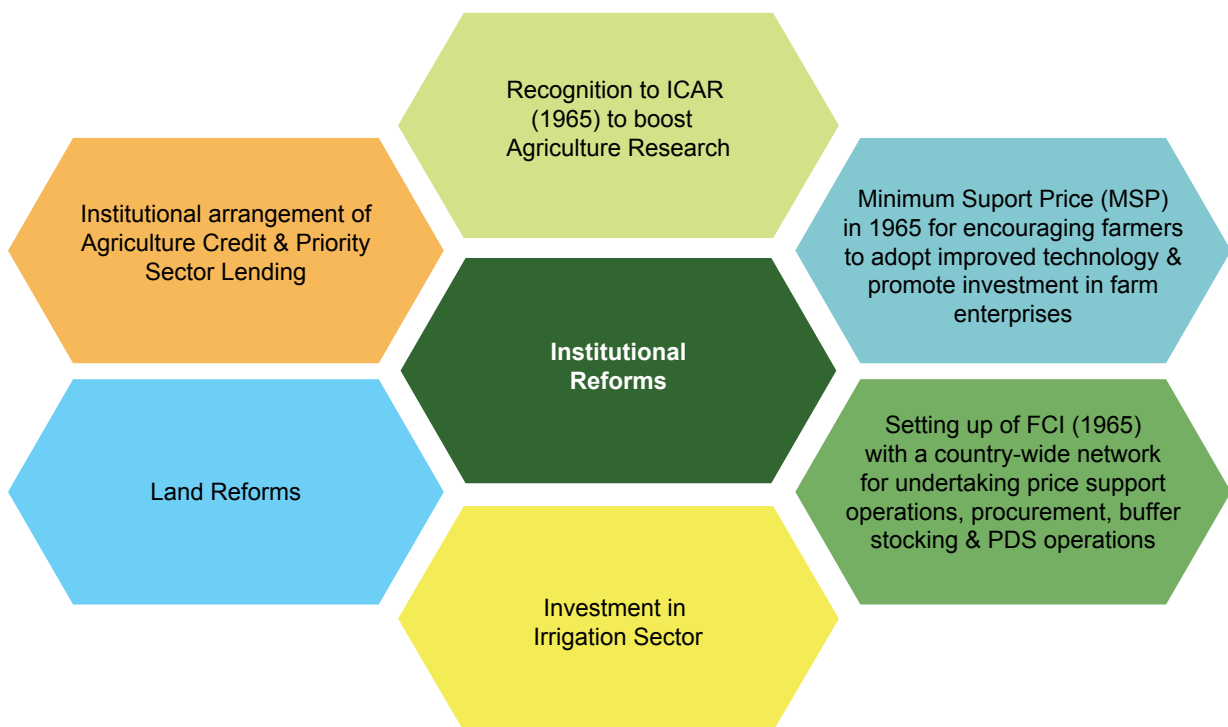 Recognition to ICAR
(1965) to boost
Agriculture Research
Institutional arrangement of
Agriculture Credit & Priority
Sector Lending
Minimum Suport Price (MSP)
in 1965 for encouraging farmers
to adopt improved technology &
promote investment in farm
enterprises
Institutional
Reforms
Land Reforms
Setting up of FCI (1965)
with a country-wide network
for undertaking price support
operations, procurement, buffer
stocking & PDS operations
Investment in
Irrigation Sector